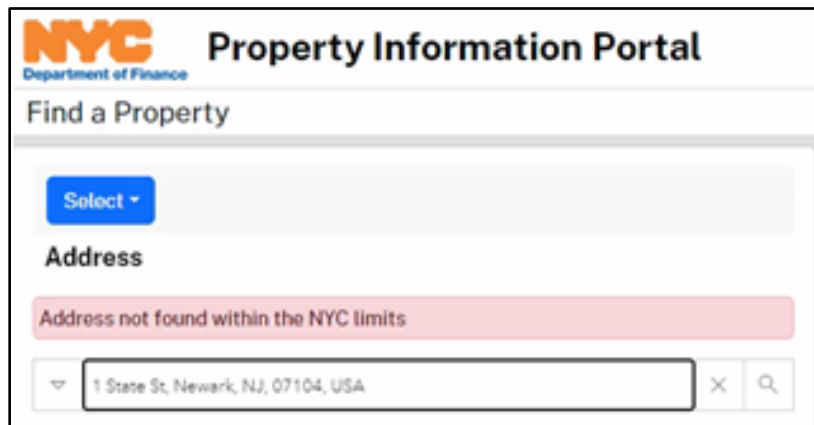 NYC
Department of Finance
Property Information Portal
Find a Property
Select
Address
Address not found within the NYC limits
1 State St, Newark, NJ, 07104, USA